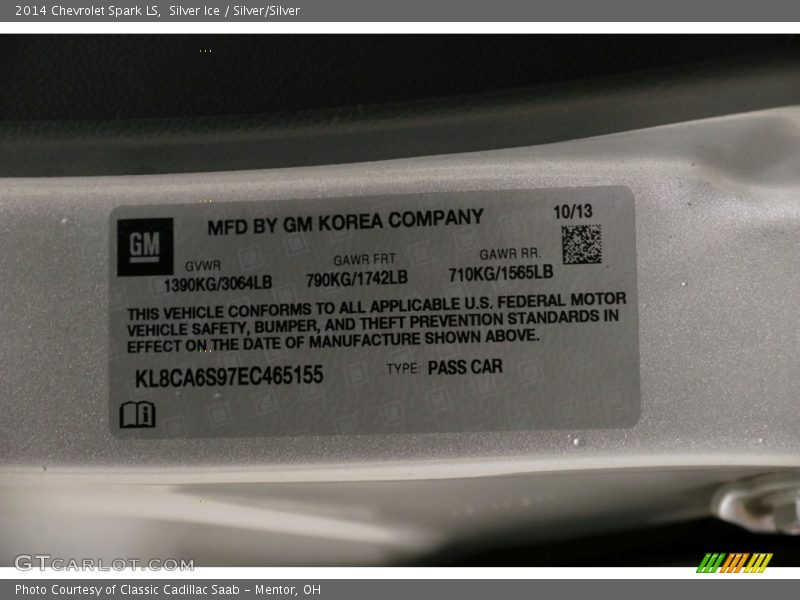 2014 Chevrolet Spark LS,  Silver Ice / Silver/Silver
MFD BY GM KOREA COMPANY
10/13
GM
GVWR
GAWR FRT.
GAWR RR.
1390KG/3064LB
790KG/1742LB
710KG/1565LB
THIS VEHICLE CONFORMS TO ALL APPLICABLE U.S. FEDERAL MOTOR
VEHICLE SAFETY, BUMPER, AND THEFT PREVENTION STANDARDS IN
EFFECT ON THE DATE OF MANUFACTURE SHOWN ABOVE.
KL8CA6S97EC465155
TYPE: PASS CAR
GTCARLOT.COM
Photo Courtesy of Classic Cadillac Saab - Mentor, OH